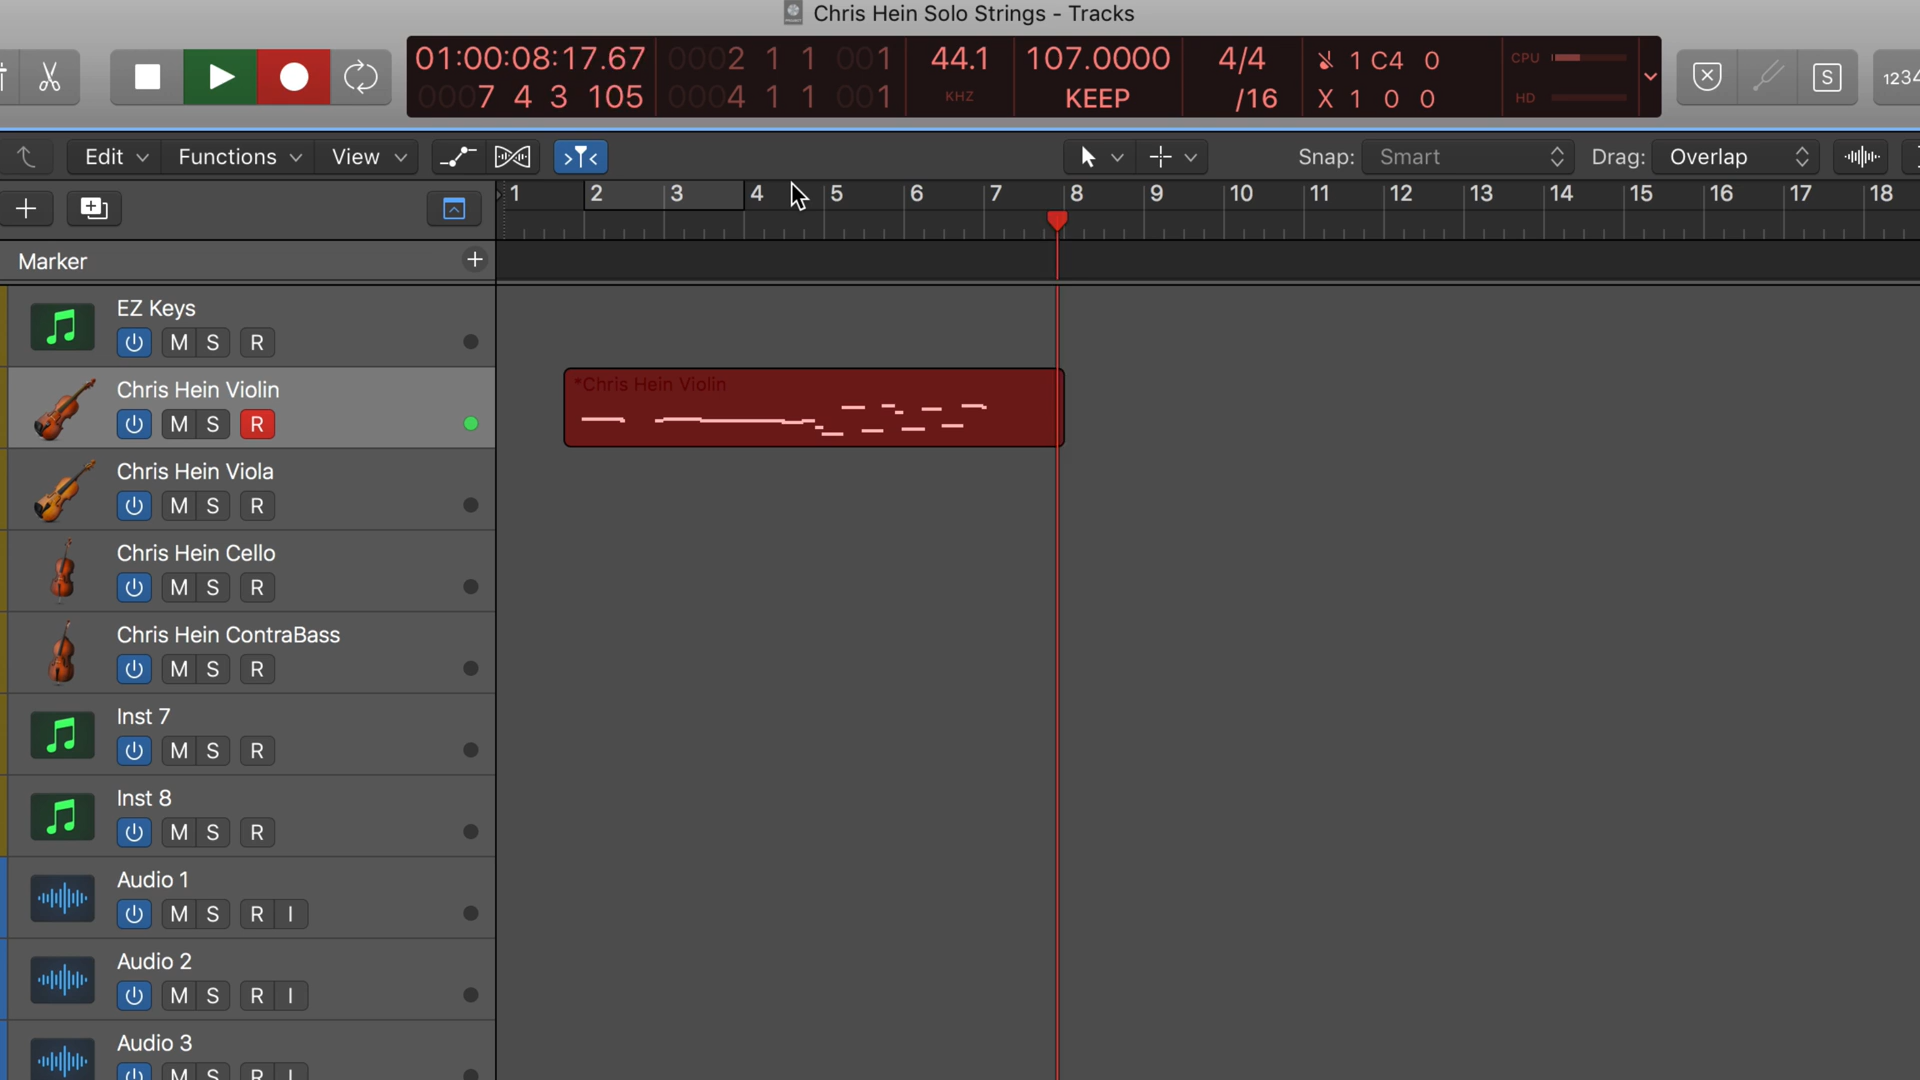 Chris Hein Solo Strings - Tracks
01:00:08:17.67
0007 4 3 105
0002 1 1 001
0004 1 1 001
44.1
KHZ
107.0000
KEEP
4/4
/16
1 C4 0
X 1 0 0
CPU
HD
S
1234
Edit
Functions
View
Snap: Smart
Drag: Overlap
1 2 3 4 5 6 7 8 9 10 11 12 13 14 15 16 17 18
Marker
EZ Keys
M S R
Chris Hein Violin
M S R
*Chris Hein Violin
Chris Hein Viola
M S R
Chris Hein Cello
M S R
Chris Hein ContraBass
M S R
Inst 7
M S R
Inst 8
M S R
Audio 1
M S R I
Audio 2
M S R I
Audio 3
M S R I